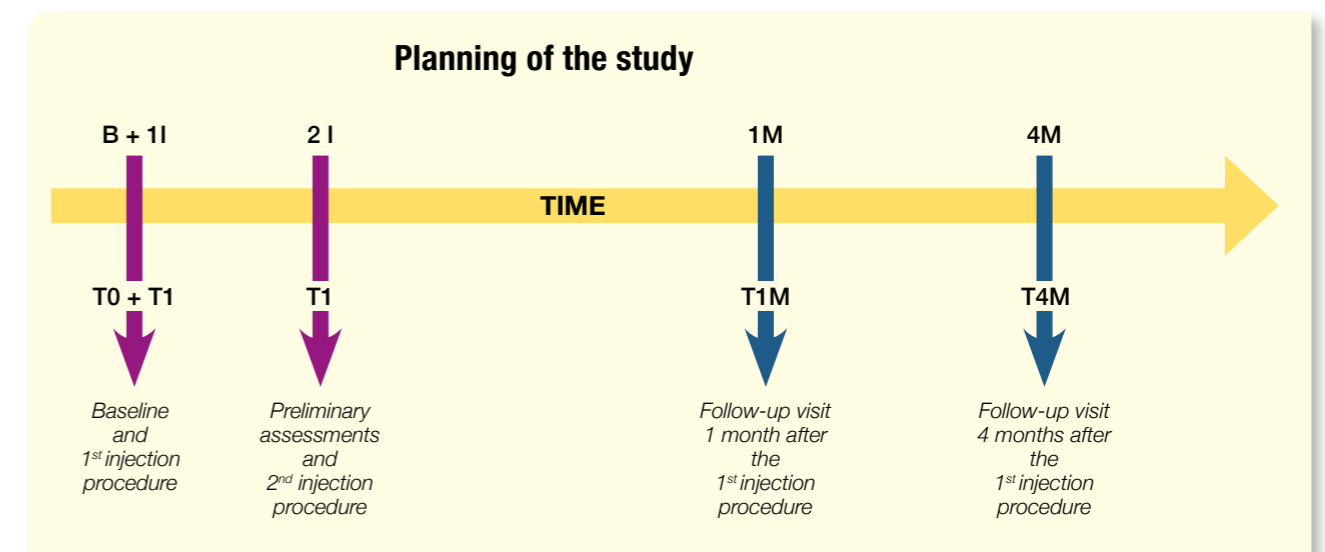 Planning of the study
B + 1I
2 I
1M
4M
TIME
T0 + T1
T1
T1M
T4M
Baseline
and
1st injection
procedure
Preliminary
assessments
and
2nd injection
procedure
Follow-up visit
1 month after
the
1st injection
procedure
Follow-up visit
4 months after
the
1st injection
procedure